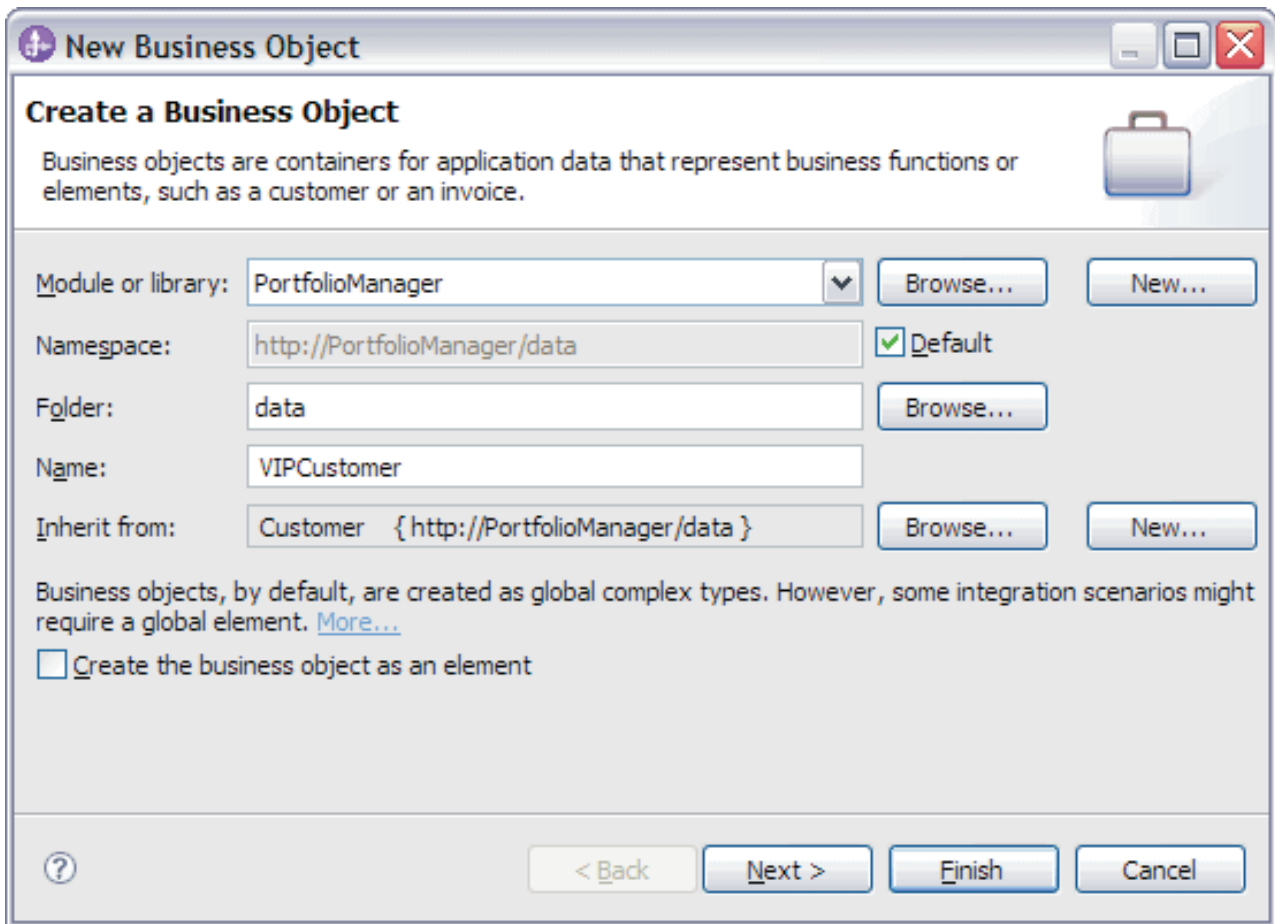 New Business Object
Create a Business Object
Business objects are containers for application data that represent business functions or
elements, such as a customer or an invoice.
Module or library: PortfolioManager Browse... New...
Namespace: http://PortfolioManager/data Default
Folder: data Browse...
Name: VIPCustomer
Inherit from: Customer { http://PortfolioManager/data } Browse... New...
Business objects, by default, are created as global complex types. However, some integration scenarios might
require a global element. More...
Create the business object as an element
? < Back Next > Finish Cancel